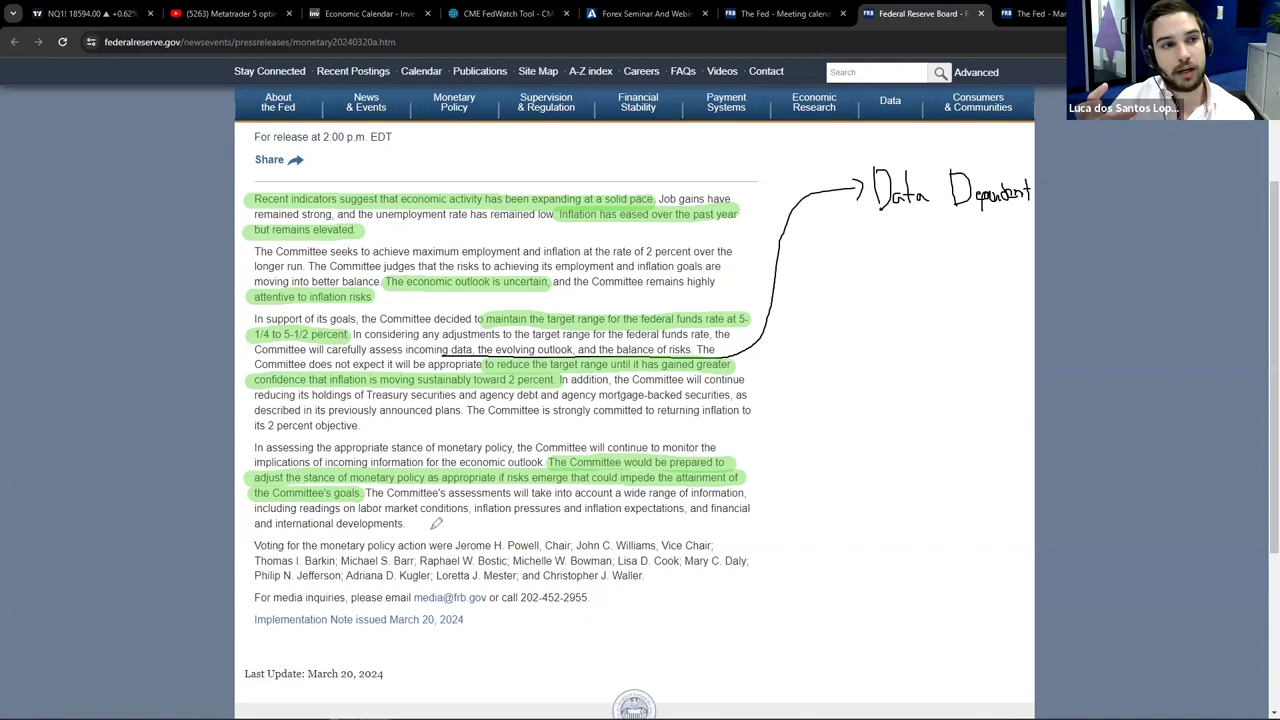 NQ1! 18594.00 ▲ +0.62%
(5263) Metatrader 5 opti
Economic Calendar - Inve
CME FedWatch Tool - CM
Forex Seminar And Webin
The Fed - Meeting calend
Federal Reserve Board - F
The Fed - Mar
federalreserve.gov/newsevents/pressreleases/monetary20240320a.htm
Luca dos Santos Lop...
Stay Connected Recent Postings Calendar Publications Site Map A-Z index Careers FAQs Videos Contact Search Advanced
About the Fed
News & Events
Monetary Policy
Supervision & Regulation
Financial Stability
Payment Systems
Economic Research
Data
Consumers & Communities
For release at 2.00 p.m. EDT
Share
Data Dependent
Recent indicators suggest that economic activity has been expanding at a solid pace. Job gains have
remained strong, and the unemployment rate has remained low. Inflation has eased over the past year
but remains elevated.
The Committee seeks to achieve maximum employment and inflation at the rate of 2 percent over the
longer run. The Committee judges that the risks to achieving its employment and inflation goals are
moving into better balance. The economic outlook is uncertain, and the Committee remains highly
attentive to inflation risks
In support of its goals, the Committee decided to maintain the target range for the federal funds rate at 5-
1/4 to 5-1/2 percent. In considering any adjustments to the target range for the federal funds rate, the
Committee will carefully assess incoming data, the evolving outlook, and the balance of risks. The
Committee does not expect it will be appropriate to reduce the target range until it has gained greater
confidence that inflation is moving sustainably toward 2 percent. In addition, the Committee will continue
reducing its holdings of Treasury securities and agency debt and agency mortgage-backed securities, as
described in its previously announced plans. The Committee is strongly committed to returning inflation to
its 2 percent objective.
In assessing the appropriate stance of monetary policy, the Committee will continue to monitor the
implications of incoming information for the economic outlook. The Committee would be prepared to
adjust the stance of monetary policy as appropriate if risks emerge that could impede the attainment of
the Committee's goals. The Committee's assessments will take into account a wide range of information,
including readings on labor market conditions, inflation pressures and inflation expectations, and financial
and international developments.
Voting for the monetary policy action were Jerome H. Powell, Chair; John C. Williams, Vice Chair;
Thomas I. Barkin; Michael S. Barr; Raphael W. Bostic; Michelle W. Bowman; Lisa D. Cook; Mary C. Daly;
Philip N. Jefferson; Adriana D. Kugler; Loretta J. Mester; and Christopher J. Waller.
For media inquiries, please email media@frb.gov or call 202-452-2955.
Implementation Note issued March 20, 2024
Last Update: March 20, 2024